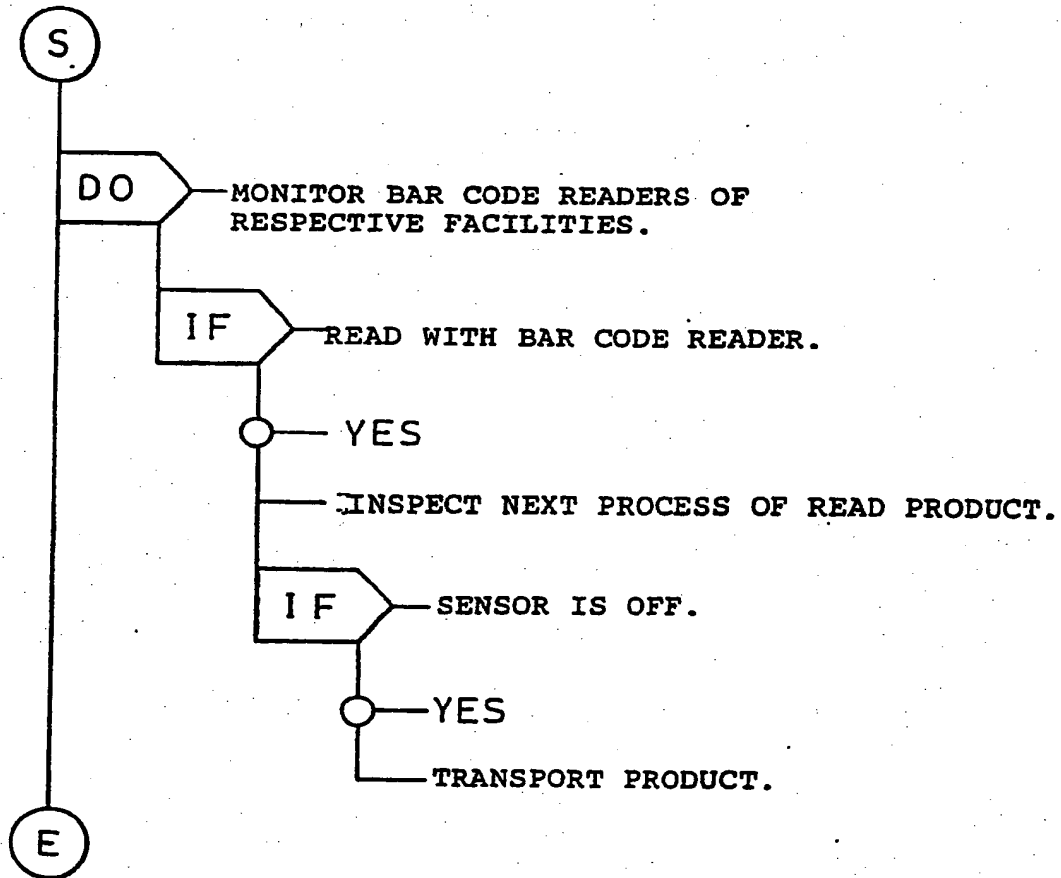 S
DO
MONITOR BAR CODE READERS OF
RESPECTIVE FACILITIES.
IF
READ WITH BAR CODE READER.
YES
INSPECT NEXT PROCESS OF READ PRODUCT.
IF
SENSOR IS OFF.
YES
TRANSPORT PRODUCT.
E